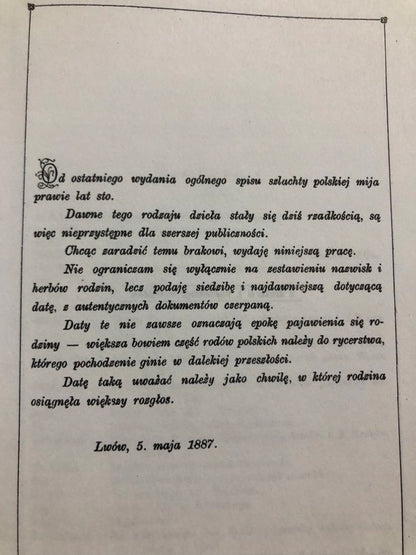 Od ostatniego wydania ogólnego spisu szlachty polskiej mija
prawie lat sto.
Dawne tego rodzaju dzieła stały się dziś rzadkością, są
więc nieprzystępne dla szerszej publiczności.
Chcąc zaradzić temu brakowi, wydaję niniejszą pracę.
Nie ograniczam się wyłącznie na zestawieniu nazwisk i
herbów rodzin, lecz podaję siedzibę i najdawniejszą dotyczącą
datę, z autentycznych dokumentów czerpaną.
Daty te nie zawsze oznaczają epokę pajawienia się ro-
dziny — większa bowiem część rodów polskich należy do rycerstwa,
którego pochodzenie ginie w dalekiej przeszłości.
Datę taką uważać należy jako chwilę, w której rodzina
osiągnęła większy rozgłos.
Lwów, 5. maja 1887.